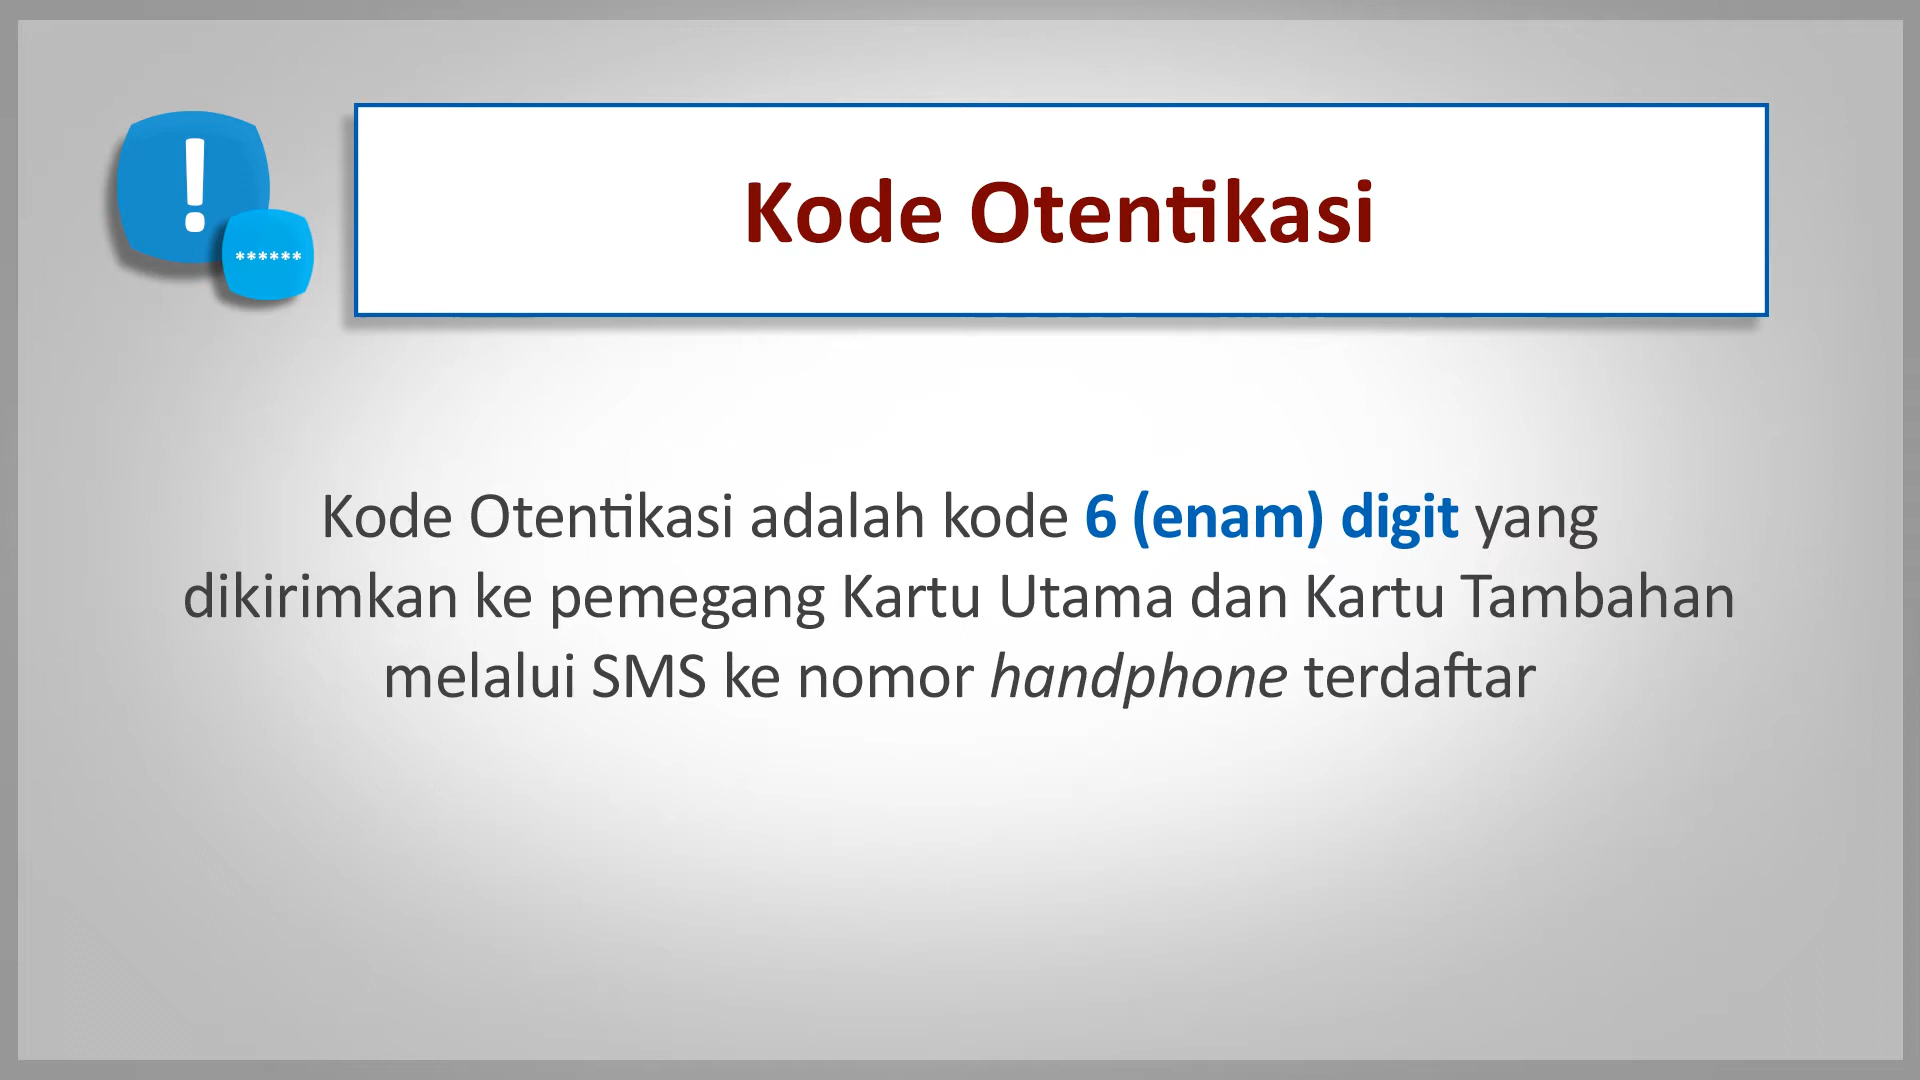 !
******
Kode Otentikasi
Kode Otentikasi adalah kode 6 (enam) digit yang
dikirimkan ke pemegang Kartu Utama dan Kartu Tambahan
melalui SMS ke nomor handphone terdaftar